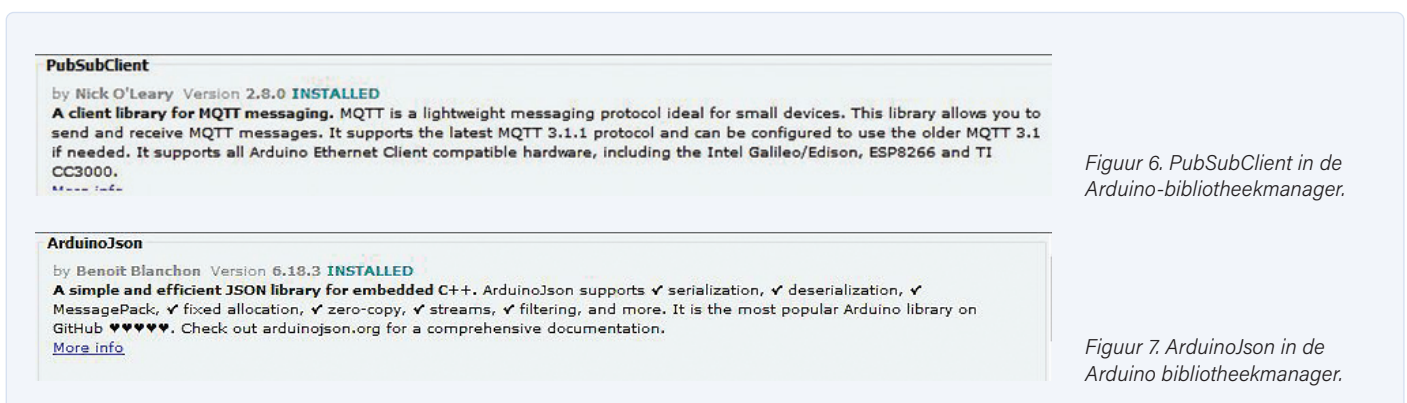 PubSubClient
by Nick O'Leary Version 2.8.0 INSTALLED
A client library for MQTT messaging. MQTT is a lightweight messaging protocol ideal for small devices. This library allows you to
send and receive MQTT messages. It supports the latest MQTT 3.1.1 protocol and can be configured to use the older MQTT 3.1
if needed. It supports all Arduino Ethernet Client compatible hardware, including the Intel Galileo/Edison, ESP8266 and TI
CC3000.
More info
Figuur 6. PubSubClient in de
Arduino-bibliotheekmanager.
ArduinoJson
by Benoit Blanchon Version 6.18.3 INSTALLED
A simple and efficient JSON library for embedded C++. ArduinoJson supports ✔ serialization, ✔ deserialization, ✔
MessagePack, ✔ fixed allocation, ✔ zero-copy, ✔ streams, ✔ filtering, and more. It is the most popular Arduino library on
GitHub ♥♥♥♥♥. Check out arduinojson.org for a comprehensive documentation.
More info
Figuur 7. ArduinoJson in de
Arduino bibliotheekmanager.